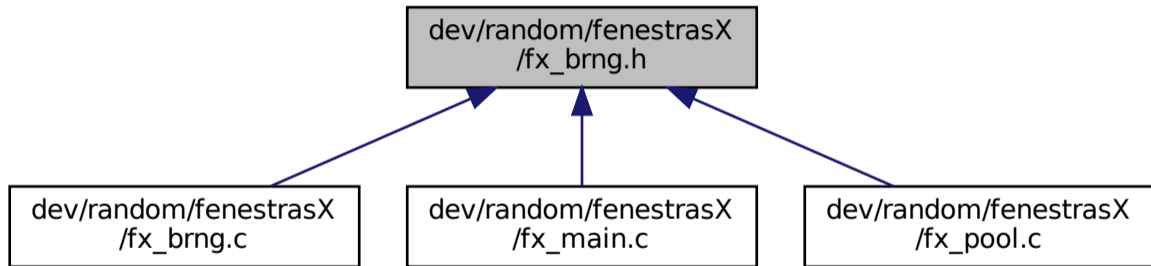 dev/random/fenestrasX
/fx_brng.h
dev/random/fenestrasX
/fx_brng.c
dev/random/fenestrasX
/fx_main.c
dev/random/fenestrasX
/fx_pool.c